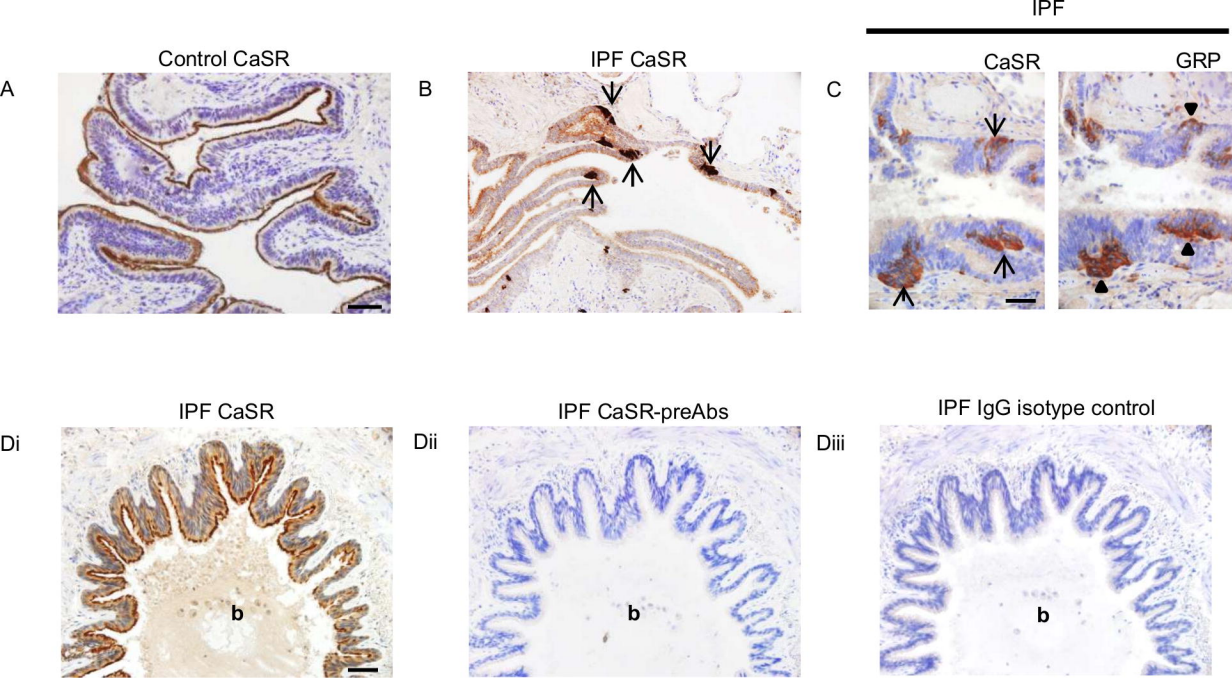 IPF
Control CaSR
IPF CaSR
CaSR
GRP
A
B
C
IPF CaSR
IPF CaSR-preAbs
IPF IgG isotype control
Di
Dii
Diii
b
b
b